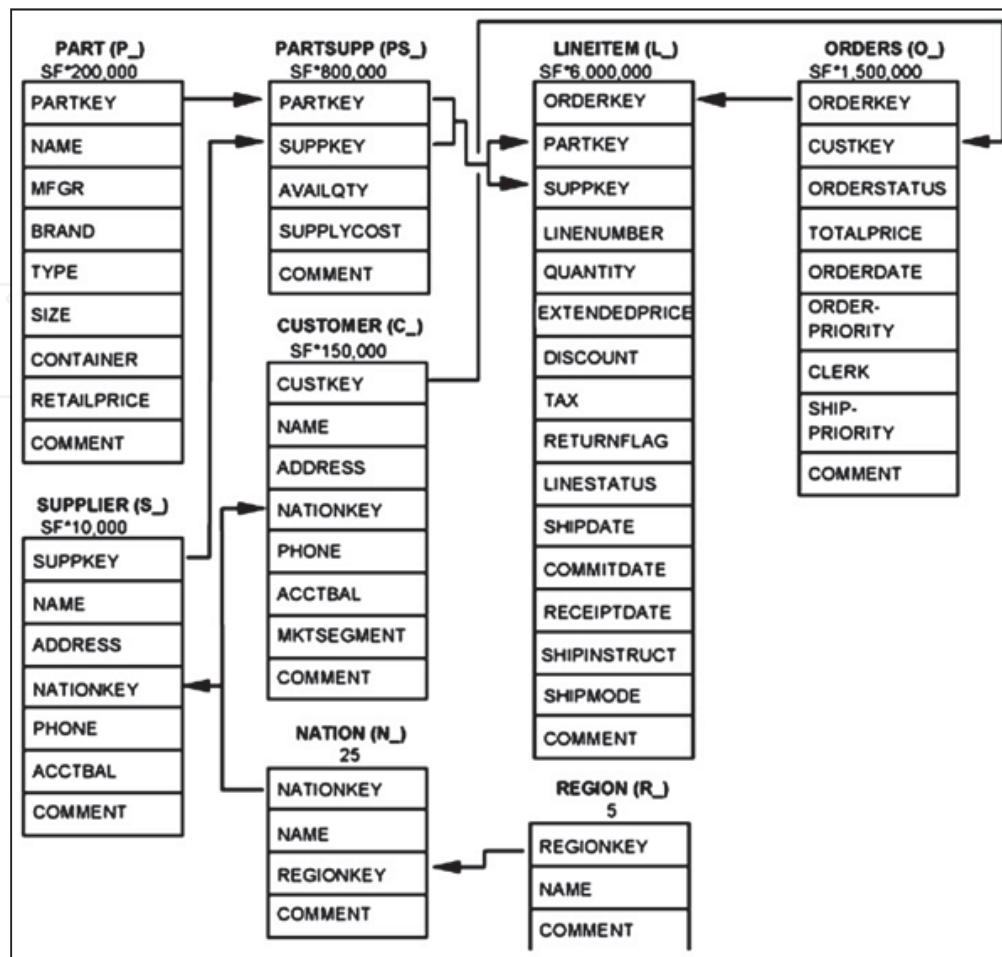 PART (P_)
SF*200,000
PARTKEY
NAME
MFGR
BRAND
TYPE
SIZE
CONTAINER
RETAILPRICE
COMMENT
SUPPLIER (S_)
SF*10,000
SUPPKEY
NAME
ADDRESS
NATIONKEY
PHONE
ACCTBAL
COMMENT
PARTSUPP (PS_)
SF*800,000
PARTKEY
SUPPKEY
AVAILQTY
SUPPLYCOST
COMMENT
CUSTOMER (C_)
SF*150,000
CUSTKEY
NAME
ADDRESS
NATIONKEY
PHONE
ACCTBAL
MKTSEGMENT
COMMENT
NATION (N_)
25
NATIONKEY
NAME
REGIONKEY
COMMENT
LINEITEM (L_)
SF*6,000,000
ORDERKEY
PARTKEY
SUPPKEY
LINENUMBER
QUANTITY
EXTENDEDPRICE
DISCOUNT
TAX
RETURNFLAG
LINESTATUS
SHIPDATE
COMMITDATE
RECEIPTDATE
SHIPINSTRUCT
SHIPMODE
COMMENT
REGION (R_)
5
REGIONKEY
NAME
COMMENT
ORDERS (O_)
SF*1,500,000
ORDERKEY
CUSTKEY
ORDERSTATUS
TOTALPRICE
ORDERDATE
ORDER-
PRIORITY
CLERK
SHIP-
PRIORITY
COMMENT